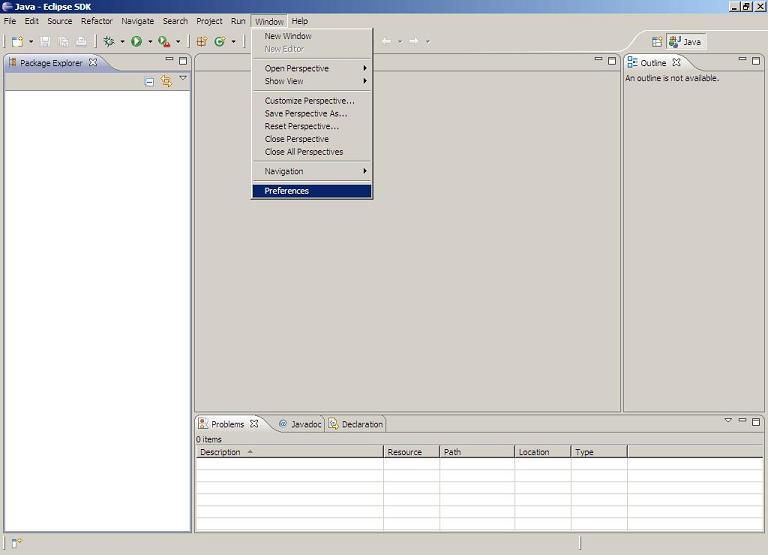 Java - Eclipse SDK
File Edit Source Refactor Navigate Search Project Run Window Help
Java
Package Explorer
New Window
New Editor
Open Perspective
Show View
Customize Perspective...
Save Perspective As...
Reset Perspective...
Close Perspective
Close All Perspectives
Navigation
Preferences
Outline
An outline is not available.
Problems Javadoc Declaration
0 items
Description Resource Path Location Type